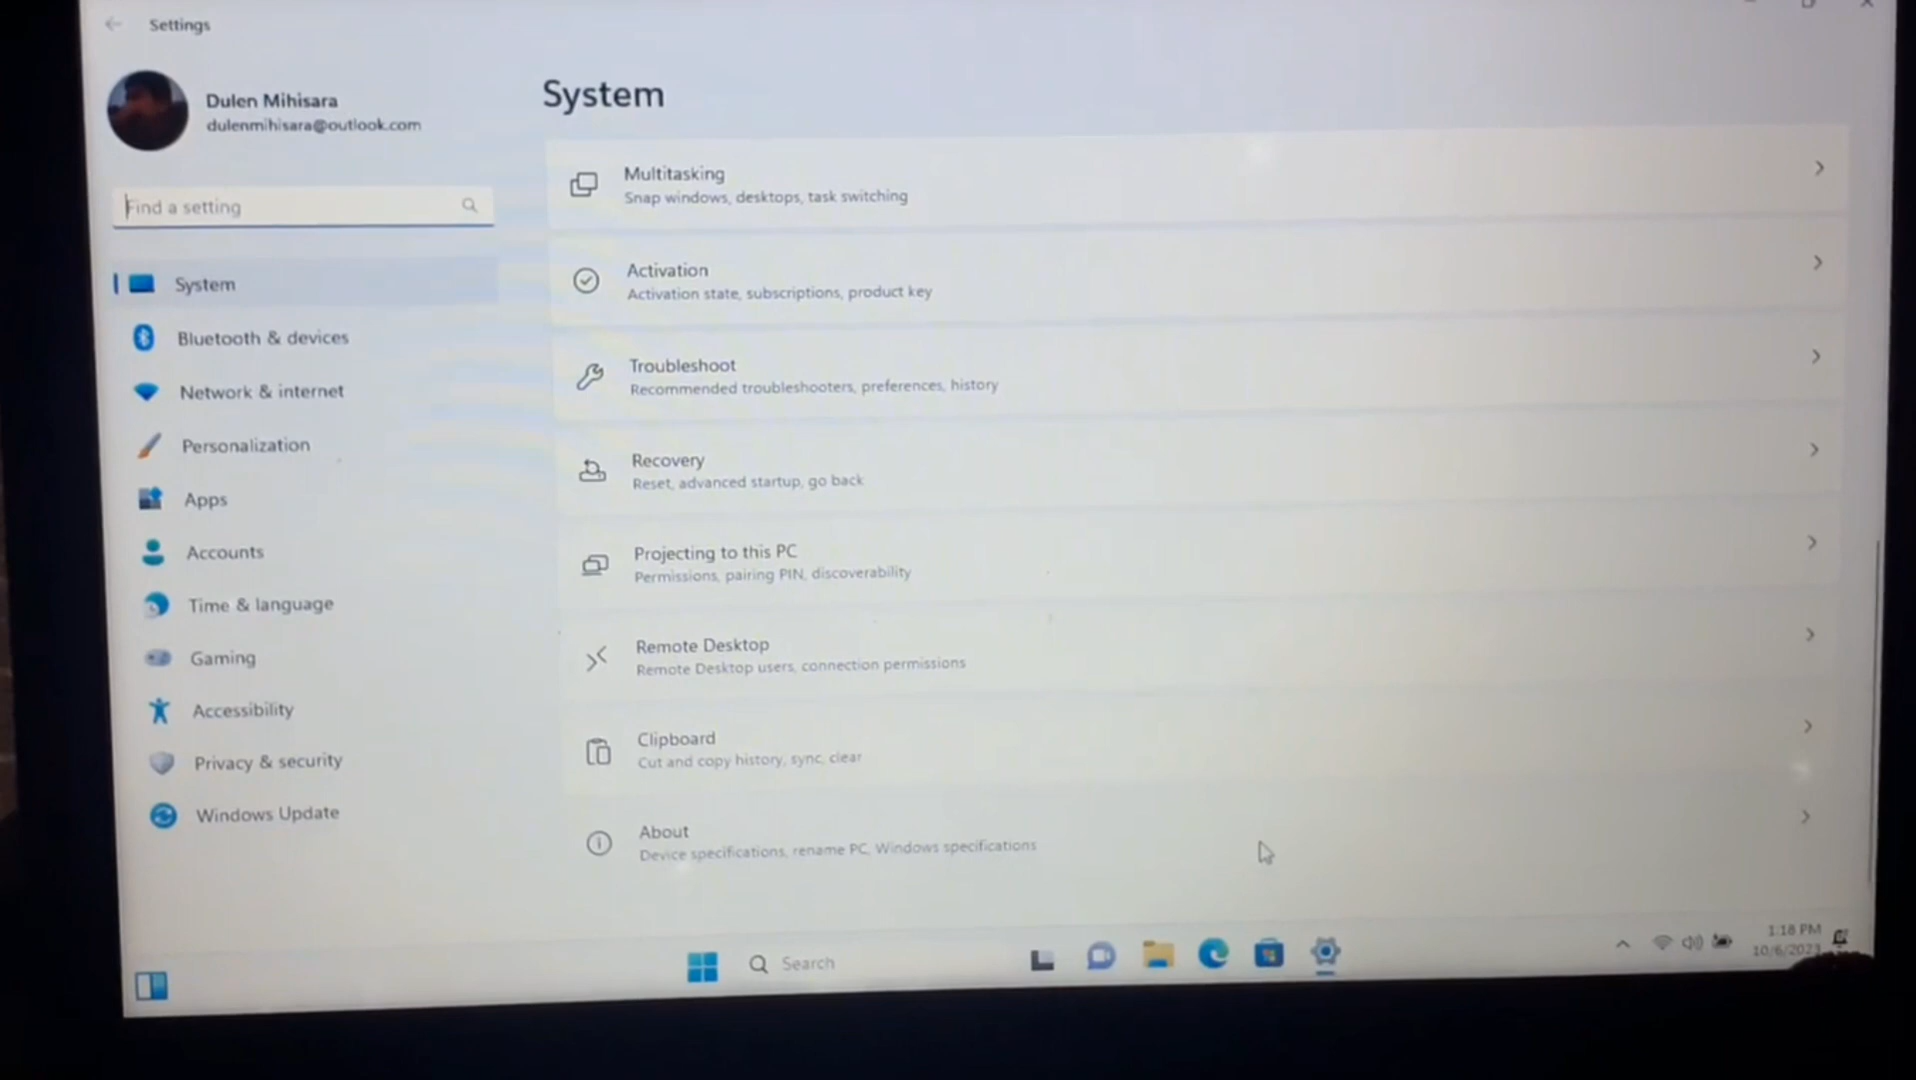 Settings
Dulen Mihisara
dulenmihisara@outlook.com
Find a setting
System
Bluetooth & devices
Network & internet
Personalization
Apps
Accounts
Time & language
Gaming
Accessibility
Privacy & security
Windows Update
System
Multitasking
Snap windows, desktops, task switching
Activation
Activation state, subscriptions, product key
Troubleshoot
Recommended troubleshooters, preferences, history
Recovery
Reset, advanced startup, go back
Projecting to this PC
Permissions, pairing PIN, discoverability
Remote Desktop
Remote Desktop users, connection permissions
Clipboard
Cut and copy history, sync, clear
About
Device specifications, rename PC, Windows specifications
Search
1:18 PM
10/6/2023